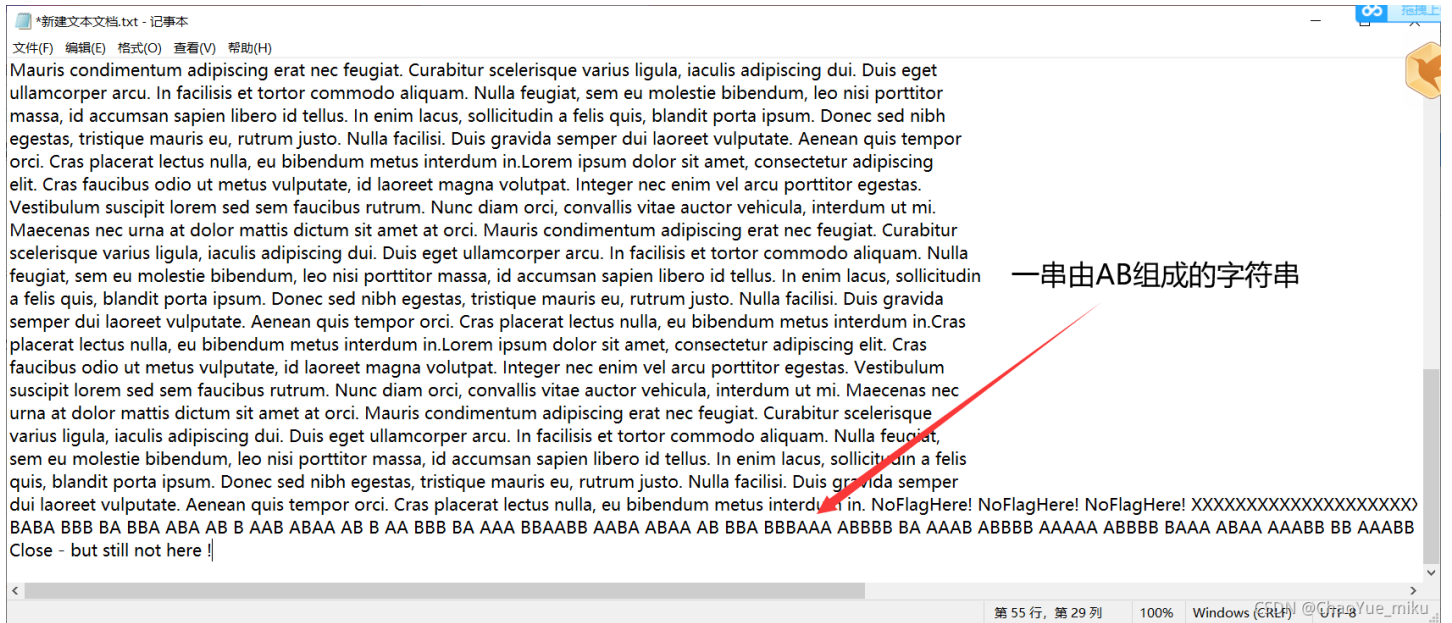 *新建文本文档.txt - 记事本
拖拽上
文件(F) 编辑(E) 格式(O) 查看(V) 帮助(H)
Mauris condimentum adipiscing erat nec feugiat. Curabitur scelerisque varius ligula, iaculis adipiscing dui. Duis eget
ullamcorper arcu. In facilisis et tortor commodo aliquam. Nulla feugiat, sem eu molestie bibendum, leo nisi porttitor
massa, id accumsan sapien libero id tellus. In enim lacus, sollicitudin a felis quis, blandit porta ipsum. Donec sed nibh
egestas, tristique mauris eu, rutrum justo. Nulla facilisi. Duis gravida semper dui laoreet vulputate. Aenean quis tempor
orci. Cras placerat lectus nulla, eu bibendum metus interdum in.Lorem ipsum dolor sit amet, consectetur adipiscing
elit. Cras faucibus odio ut metus vulputate, id laoreet magna volutpat. Integer nec enim vel arcu porttitor egestas.
Vestibulum suscipit lorem sed sem faucibus rutrum. Nunc diam orci, convallis vitae auctor vehicula, interdum ut mi.
Maecenas nec urna at dolor mattis dictum sit amet at orci. Mauris condimentum adipiscing erat nec feugiat. Curabitur
scelerisque varius ligula, iaculis adipiscing dui. Duis eget ullamcorper arcu. In facilisis et tortor commodo aliquam. Nulla
feugiat, sem eu molestie bibendum, leo nisi porttitor massa, id accumsan sapien libero id tellus. In enim lacus, sollicitudin
一串由AB组成的字符串
a felis quis, blandit porta ipsum. Donec sed nibh egestas, tristique mauris eu, rutrum justo. Nulla facilisi. Duis gravida
semper dui laoreet vulputate. Aenean quis tempor orci. Cras placerat lectus nulla, eu bibendum metus interdum in.Cras
placerat lectus nulla, eu bibendum metus interdum in.Lorem ipsum dolor sit amet, consectetur adipiscing elit. Cras
faucibus odio ut metus vulputate, id laoreet magna volutpat. Integer nec enim vel arcu porttitor egestas. Vestibulum
suscipit lorem sed sem faucibus rutrum. Nunc diam orci, convallis vitae auctor vehicula, interdum ut mi. Maecenas nec
urna at dolor mattis dictum sit amet at orci. Mauris condimentum adipiscing erat nec feugiat. Curabitur scelerisque
varius ligula, iaculis adipiscing dui. Duis eget ullamcorper arcu. In facilisis et tortor commodo aliquam. Nulla feugiat,
sem eu molestie bibendum, leo nisi porttitor massa, id accumsan sapien libero id tellus. In enim lacus, sollicitudin a felis
quis, blandit porta ipsum. Donec sed nibh egestas, tristique mauris eu, rutrum justo. Nulla facilisi. Duis gravida semper
dui laoreet vulputate. Aenean quis tempor orci. Cras placerat lectus nulla, eu bibendum metus interdum in. NoFlagHere! NoFlagHere! NoFlagHere! XXXXXXXXXXXXXXXXXXXX
BABA BBB BA BBA ABA AB B AAB ABAA AB B AA BBB BA AAA BBAABB AABA ABAA AB BBA BBBAAA ABBBB BA AAAB ABBBB AAAAA ABBBB BAAA ABAA AAABB BB AAABB
Close - but still not here !
第 55 行，第 29 列 100% Windows (CRLF) UTF-8
CSDN @ChaoYue_miku